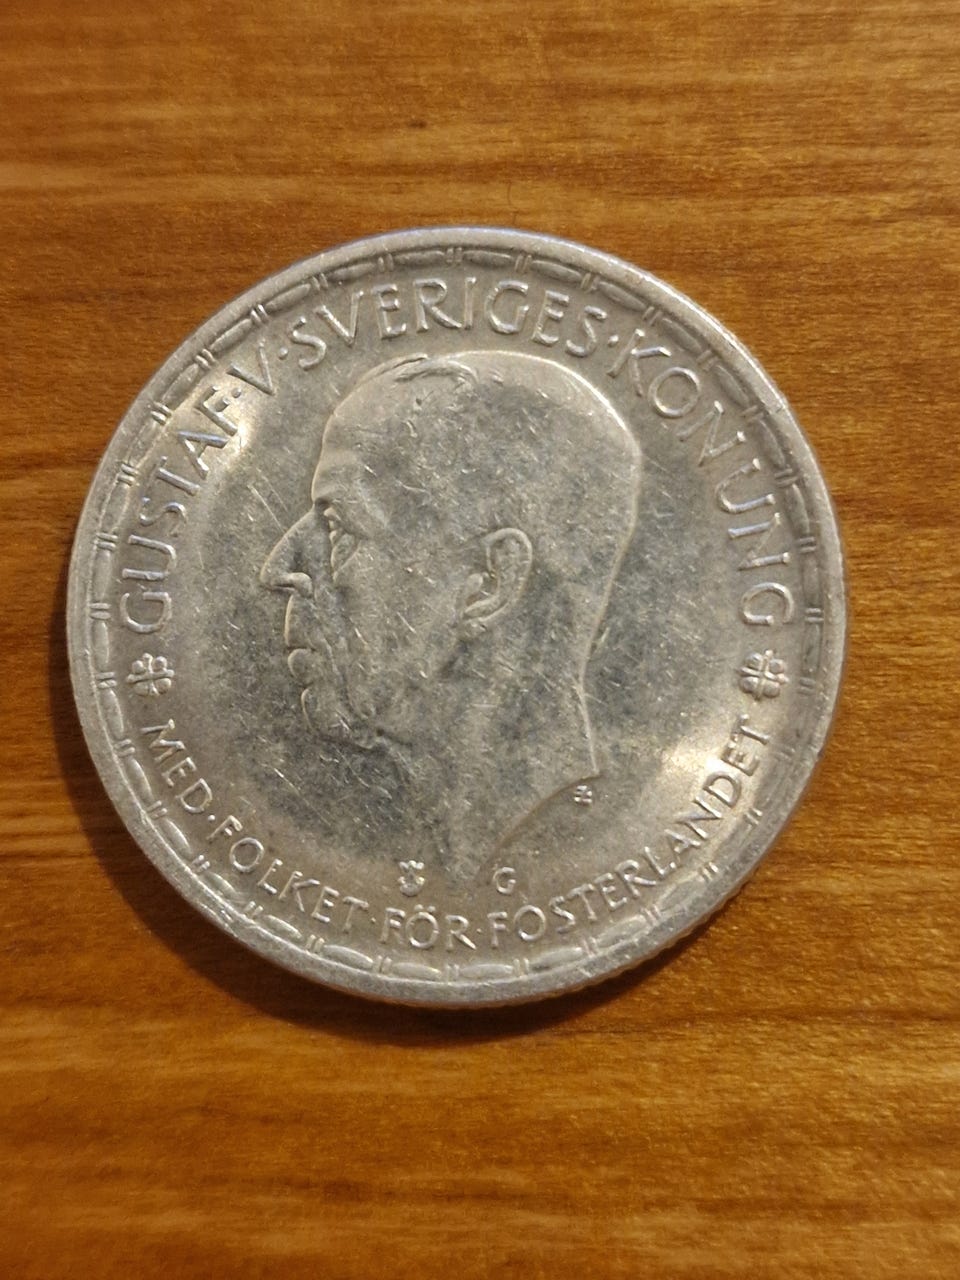 GUSTAF·V·SVERIGES·KONUNG
MED·FOLKET·FÖR·FOSTERLANDET
G